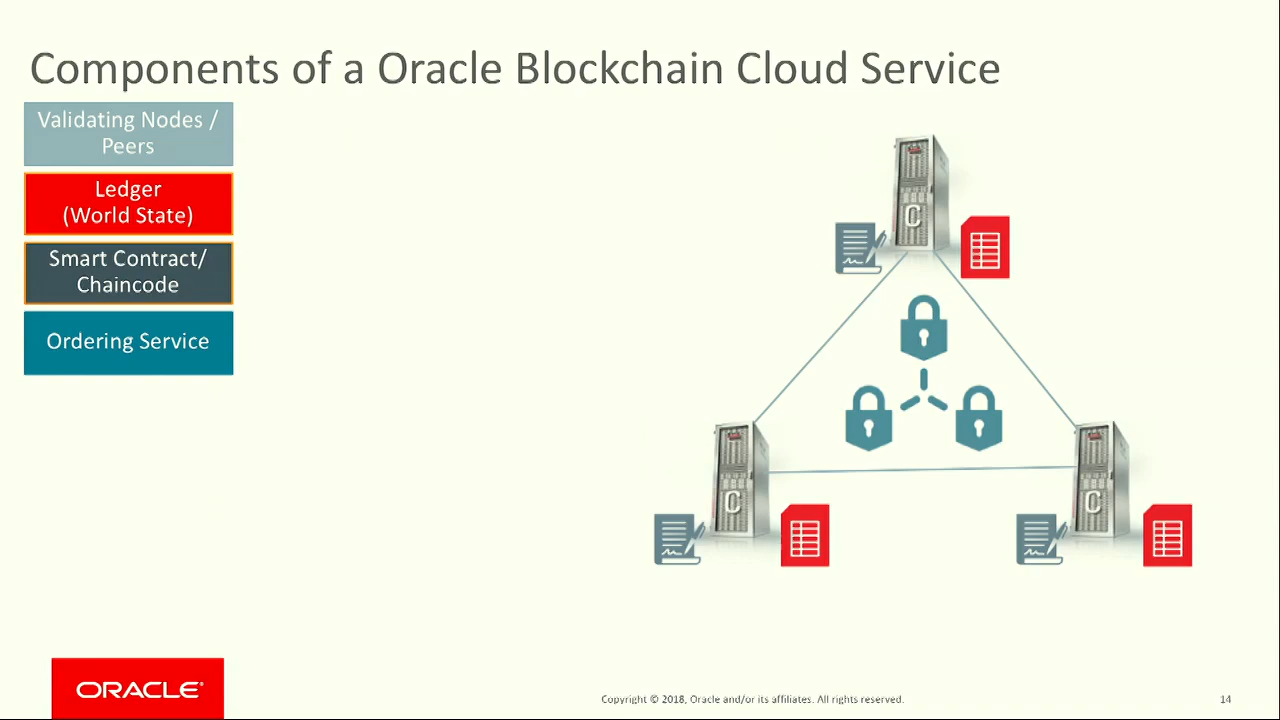 Components of a Oracle Blockchain Cloud Service
Validating Nodes /
Peers
Ledger
(World State)
Smart Contract/
Chaincode
Ordering Service
C
C
C
ORACLE®
Copyright © 2018, Oracle and/or its affiliates. All rights reserved.
14